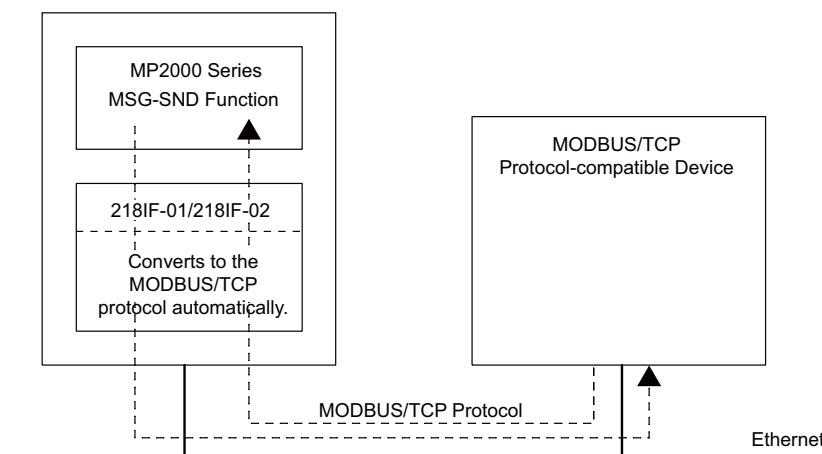 MP2000 Series
MSG-SND Function
MODBUS/TCP
Protocol-compatible Device
218IF-01/218IF-02
Converts to the
MODBUS/TCP
protocol automatically.
MODBUS/TCP Protocol
Ethernet